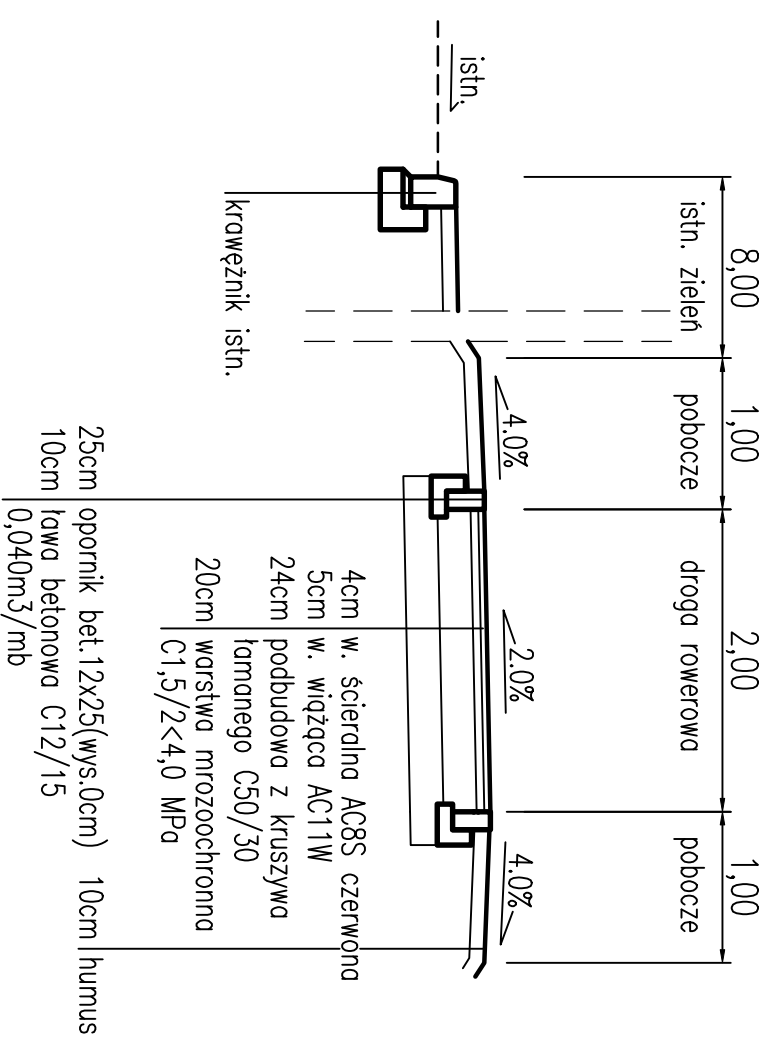 8,00
1,00
2,00
1,00
istn. zieleń
pobocze
droga rowerowa
pobocze
istn.
4.0%
2.0%
4.0%
krawężnik istn.
4cm w. ścieralna AC8S czerwona
5cm w. wiążąca AC11W
24cm podbudowa z kruszywa
łamanego C50/30
20cm warstwa mrozoochronna
C1,5/2<4,0 MPa
25cm opornik bet.12x25(wys.0cm)
10cm ława betonowa C12/15
0,040m3/mb
10cm humus